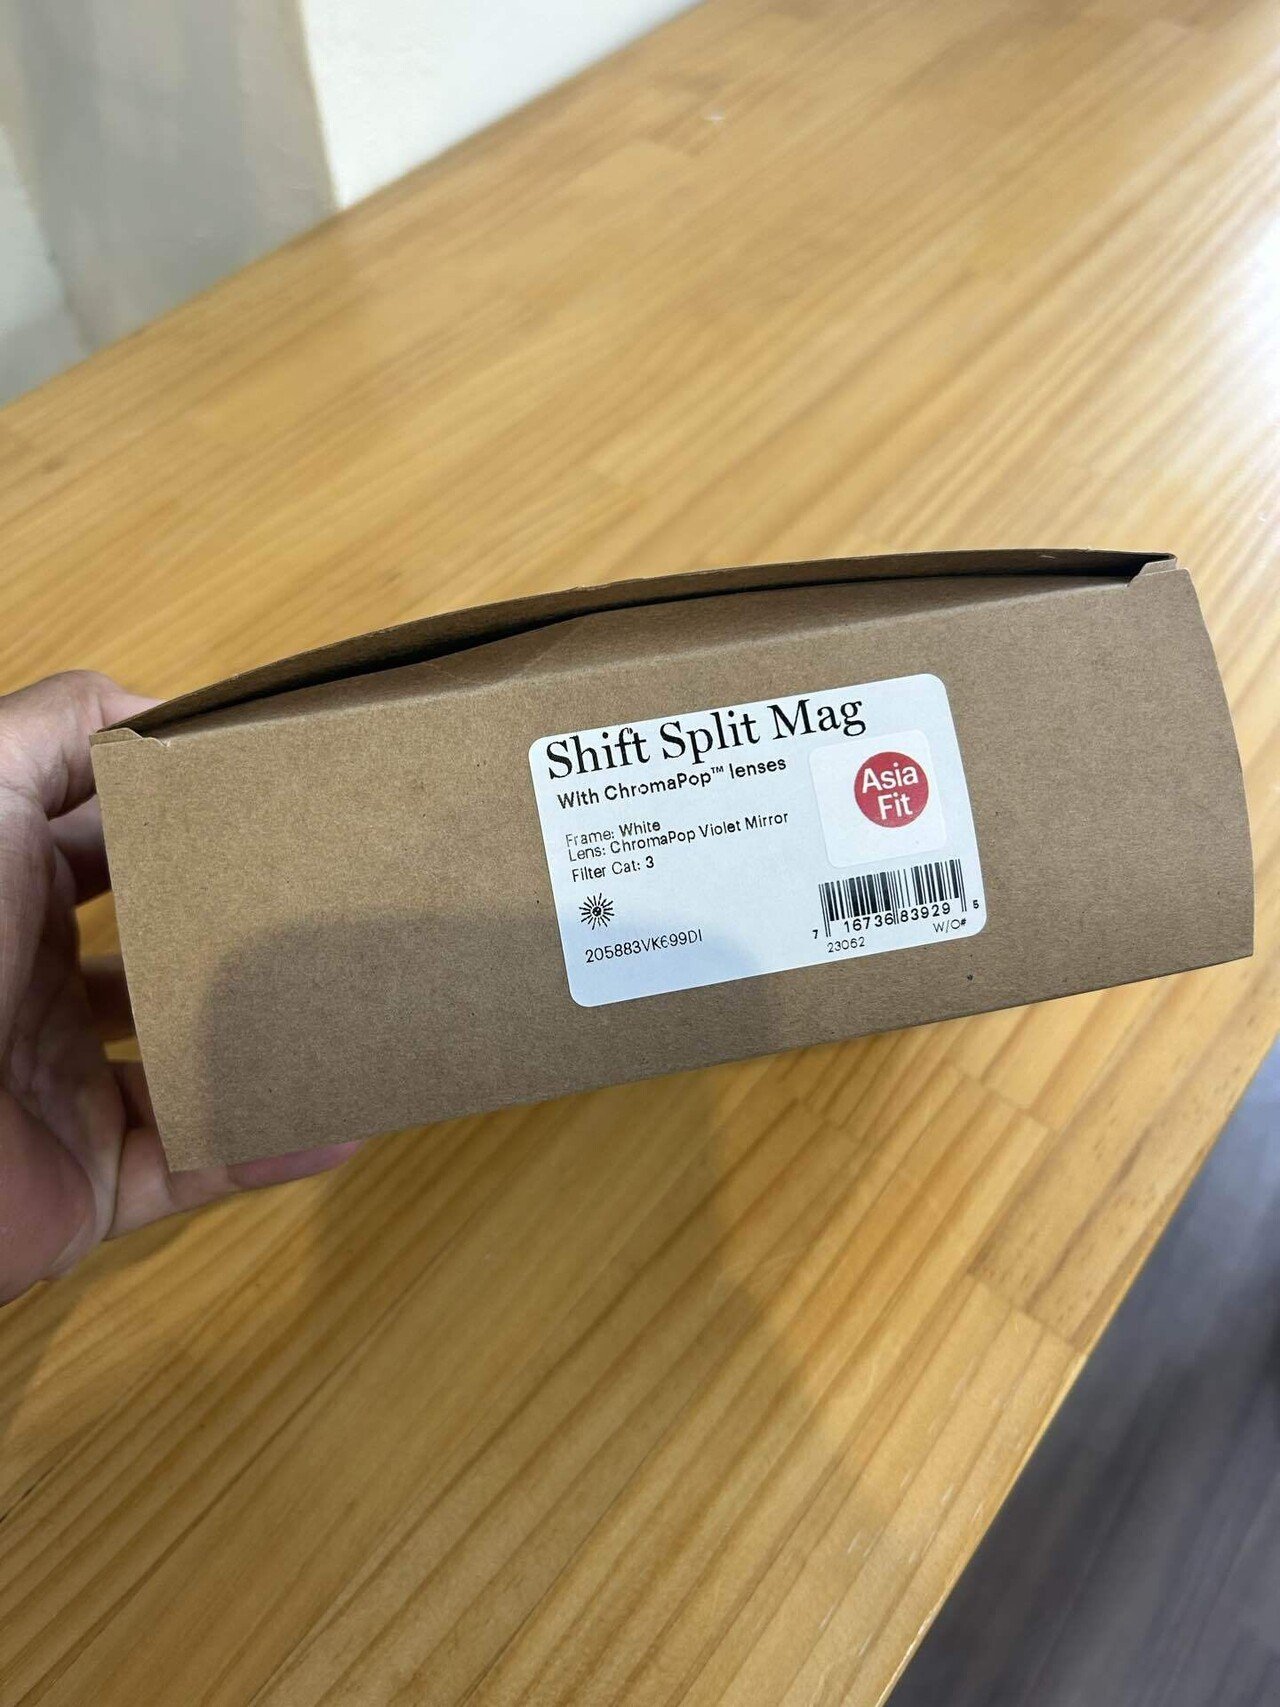 Shift Split Mag
With ChromaPop™ lenses
Asia
Fit
Frame: White
Lens: ChromaPop Violet Mirror
Filter Cat: 3
205883VK699DI
7 16736 83929 5
23062 W/O#